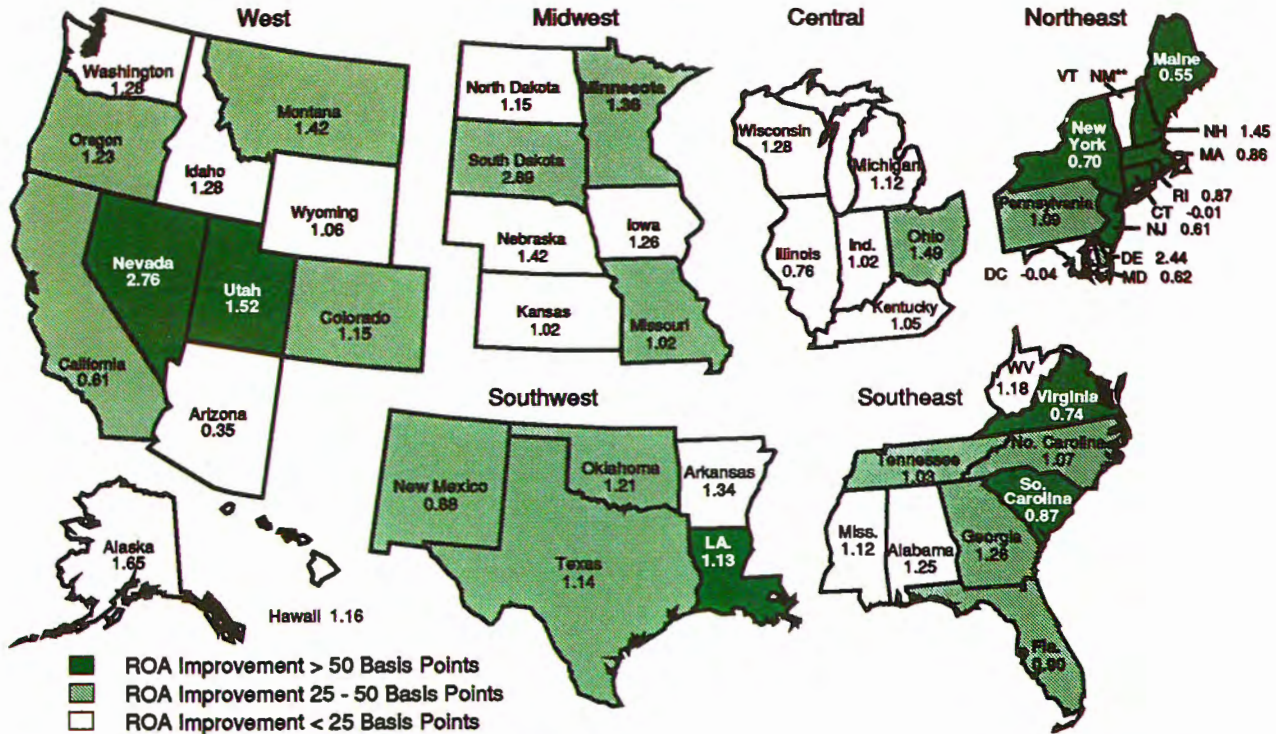 West
Washington
1.28
Montana
1.42
Oregon
1.23
Idaho
1.28
Wyoming
1.06
Nevada
2.76
Utah
1.52
Colorado
1.15
California
0.61
Arizona
0.35
Alaska
1.65
Hawaii 1.16
Midwest
North Dakota
1.15
Minnesota
1.36
South Dakota
2.89
Nebraska
1.42
Iowa
1.26
Kansas
1.02
Missouri
1.02
Central
Wisconsin
1.28
Michigan
1.12
Illinois
0.76
Ind.
1.02
Ohio
1.49
Kentucky
1.05
Northeast
Maine
0.55
VT NM**
New
York
0.70
NH 1.45
MA 0.86
Pennsylvania
1.09
RI 0.87
CT -0.01
NJ 0.61
DE 2.44
DC -0.04
MD 0.62
Southwest
New Mexico
0.88
Oklahoma
1.21
Arkansas
1.34
Texas
1.14
LA.
1.13
Southeast
WV
1.18
Virginia
0.74
Tennessee
1.03
No. Carolina
1.07
So.
Carolina
0.87
Miss.
1.12
Alabama
1.25
Georgia
1.26
Fla.
ROA Improvement > 50 Basis Points
ROA Improvement 25 - 50 Basis Points
ROA Improvement < 25 Basis Points